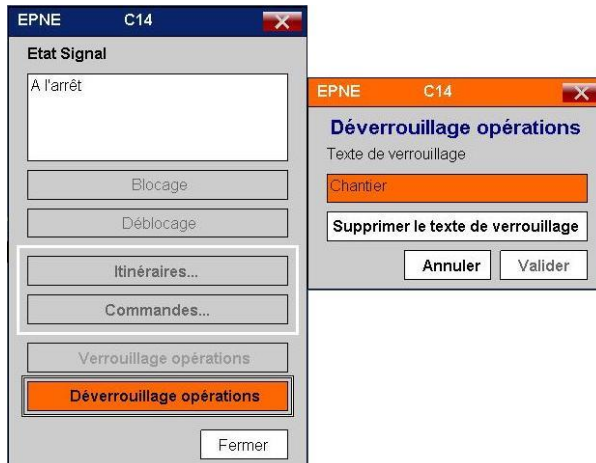 EPNE C14
Etat Signal
A l'arrêt
Blocage
Déblocage
Itinéraires...
Commandes...
Verrouillage opérations
Déverrouillage opérations
Fermer
EPNE C14
Déverrouillage opérations
Texte de verrouillage
Chantier
Supprimer le texte de verrouillage
Annuler Valider